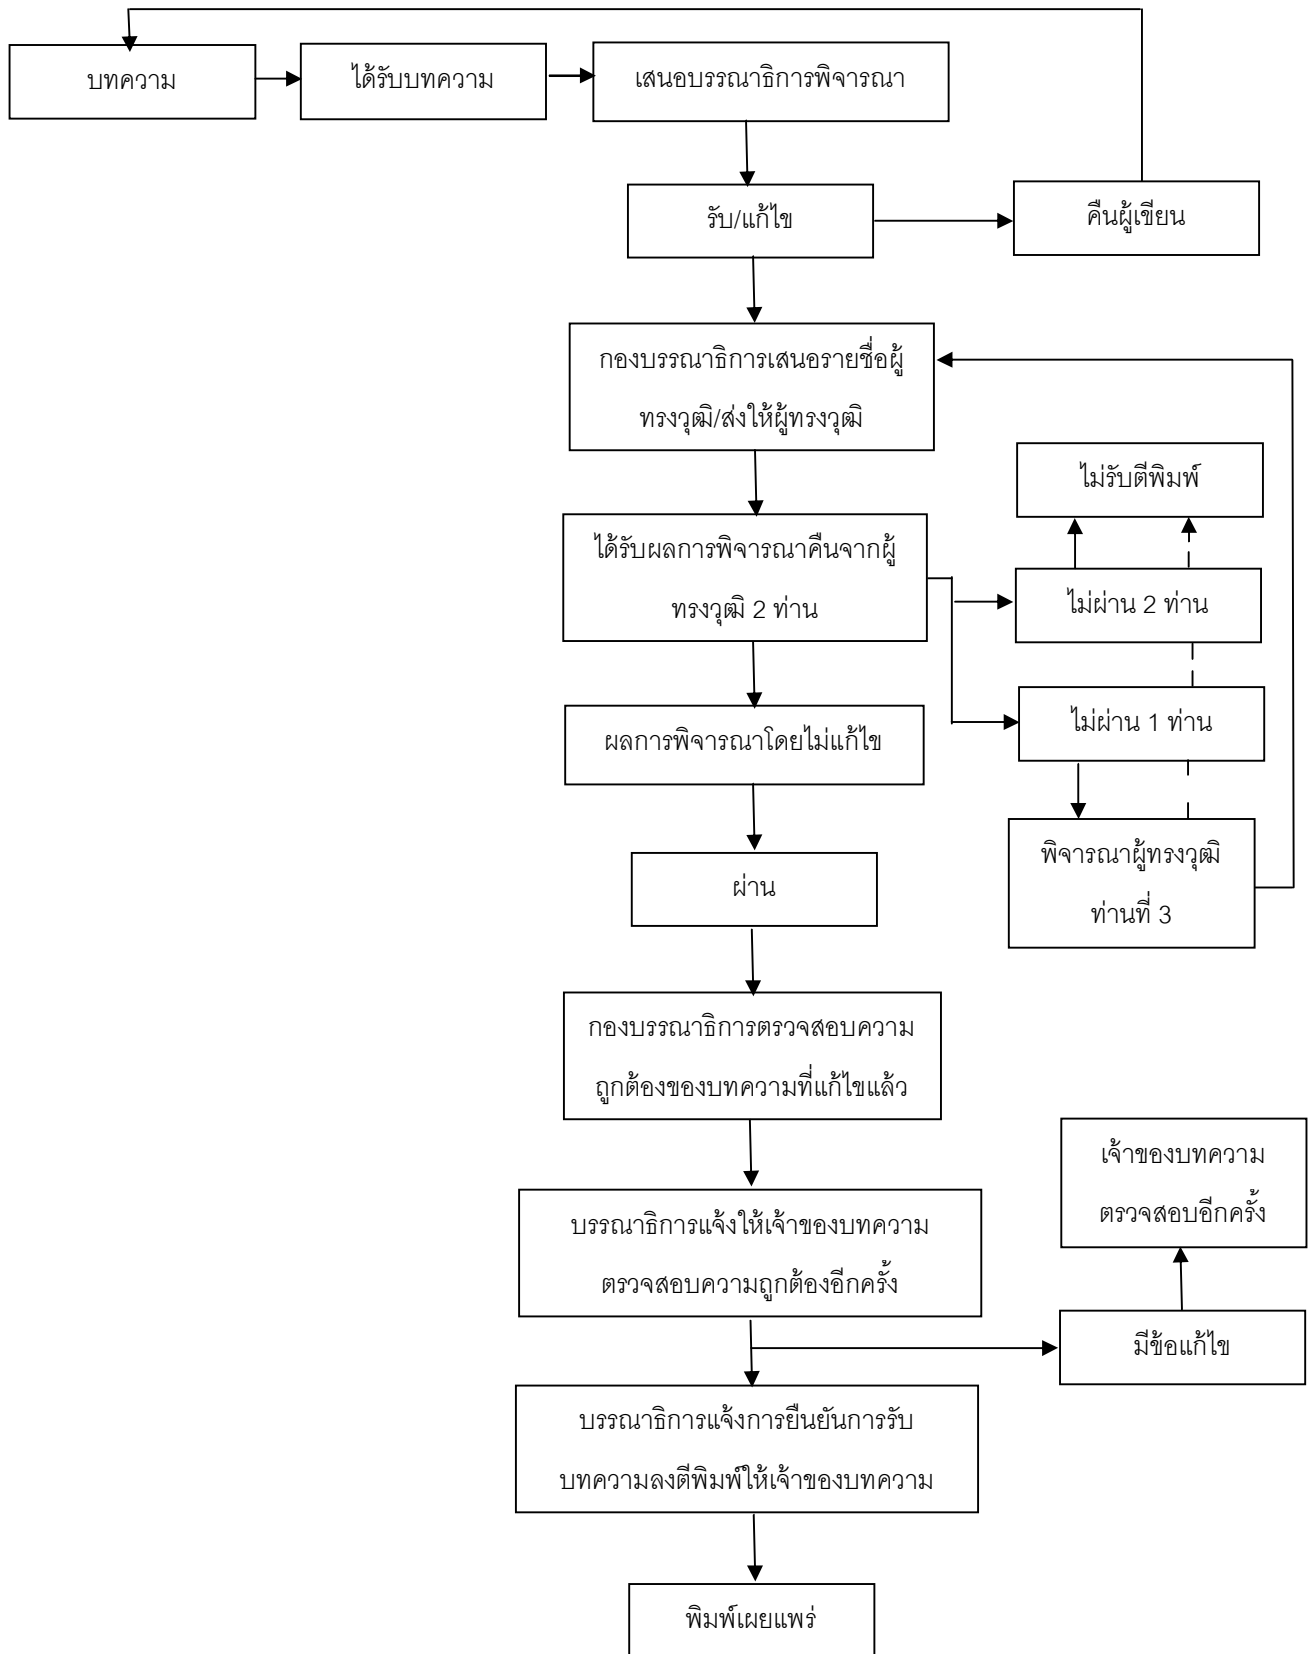 บทความ
ได้รับบทความ
เสนอบรรณาธิการพิจารณา
รับ/แก้ไข
คืนผู้เขียน
กองบรรณาธิการเสนอรายชื่อผู้
ทรงวุฒิ/ส่งให้ผู้ทรงวุฒิ
ไม่รับตีพิมพ์
ได้รับผลการพิจารณาคืนจากผู้
ทรงวุฒิ 2 ท่าน
ไม่ผ่าน 2 ท่าน
ผลการพิจารณาโดยไม่แก้ไข
ไม่ผ่าน 1 ท่าน
พิจารณาผู้ทรงวุฒิ
ท่านที่ 3
ผ่าน
กองบรรณาธิการตรวจสอบความ
ถูกต้องของบทความที่แก้ไขแล้ว
เจ้าของบทความ
ตรวจสอบอีกครั้ง
บรรณาธิการแจ้งให้เจ้าของบทความ
ตรวจสอบความถูกต้องอีกครั้ง
มีข้อแก้ไข
บรรณาธิการแจ้งการยืนยันการรับ
บทความลงตีพิมพ์ให้เจ้าของบทความ
พิมพ์เผยแพร่